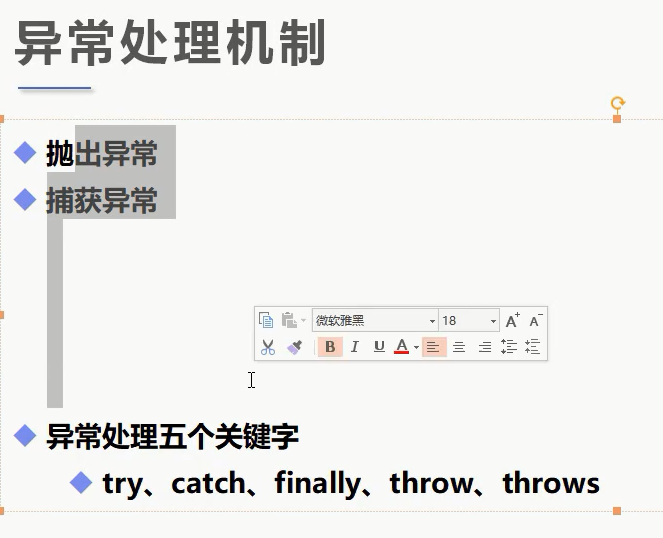 异常处理机制
抛出异常
捕获异常
微软雅黑 18 A+ A-
B I U A
异常处理五个关键字
try、catch、finally、throw、throws